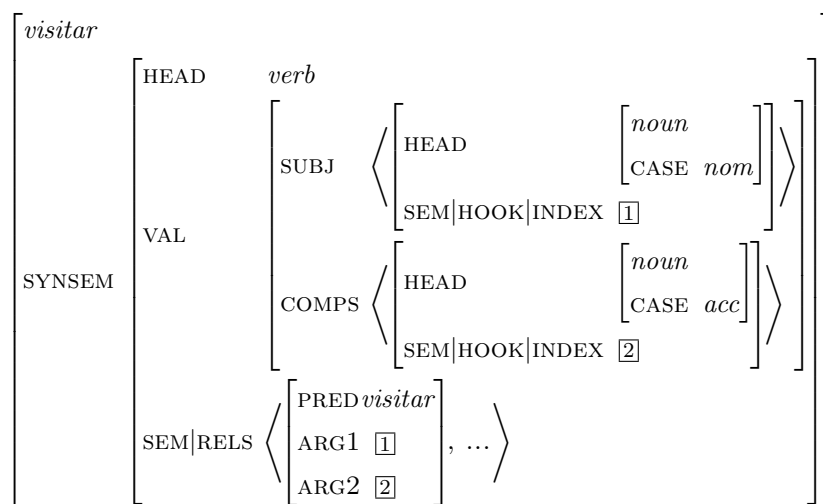 visitar
HEAD verb
noun
HEAD
CASE nom
SUBJ
SEM|HOOK|INDEX 1
VAL
noun
HEAD
CASE acc
SYNSEM
COMPS
SEM|HOOK|INDEX 2
PRED visitar
SEM|RELS ARG1 1 , ...
ARG2 2